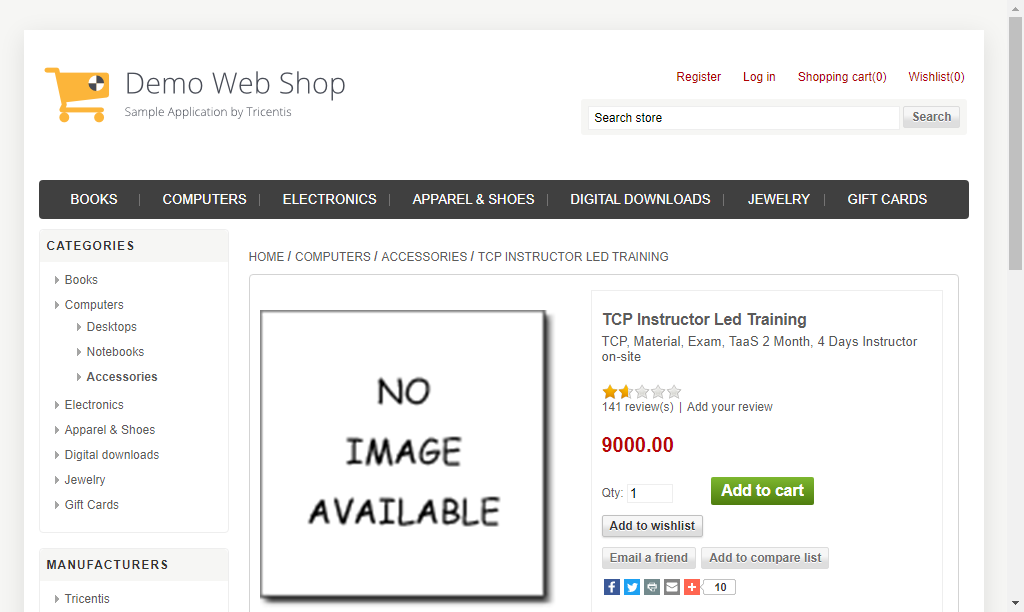 Demo Web Shop
Sample Application by Tricentis
Register
Log in
Shopping cart(0)
Wishlist(0)
Search store
Search
BOOKS
COMPUTERS
ELECTRONICS
APPAREL & SHOES
DIGITAL DOWNLOADS
JEWELRY
GIFT CARDS
CATEGORIES
Books
Computers
Desktops
Notebooks
Accessories
Electronics
Apparel & Shoes
Digital downloads
Jewelry
Gift Cards
MANUFACTURERS
Tricentis
HOME / COMPUTERS / ACCESSORIES / TCP INSTRUCTOR LED TRAINING
NO
IMAGE
AVAILABLE
TCP Instructor Led Training
TCP, Material, Exam, TaaS 2 Month, 4 Days Instructor
on-site
141 review(s) | Add your review
9000.00
Qty: 1
Add to cart
Add to wishlist
Email a friend
Add to compare list
10